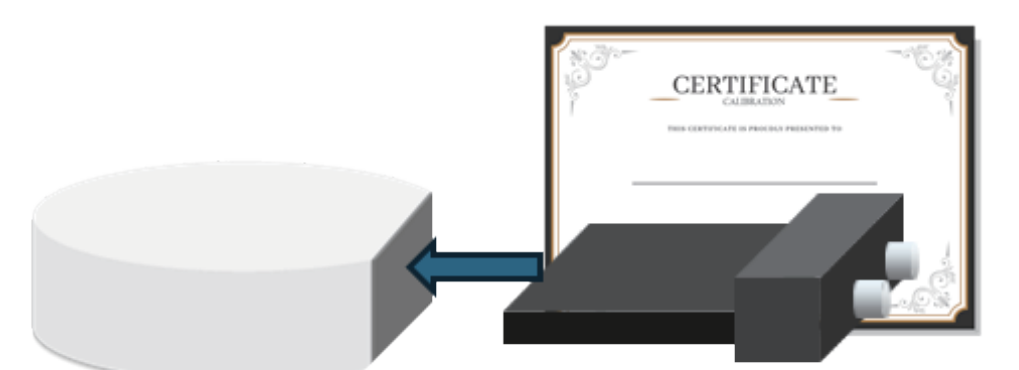 CERTIFICATE
CALIBRATION
THIS CERTIFICATE IS PROUDLY PRESENTED TO